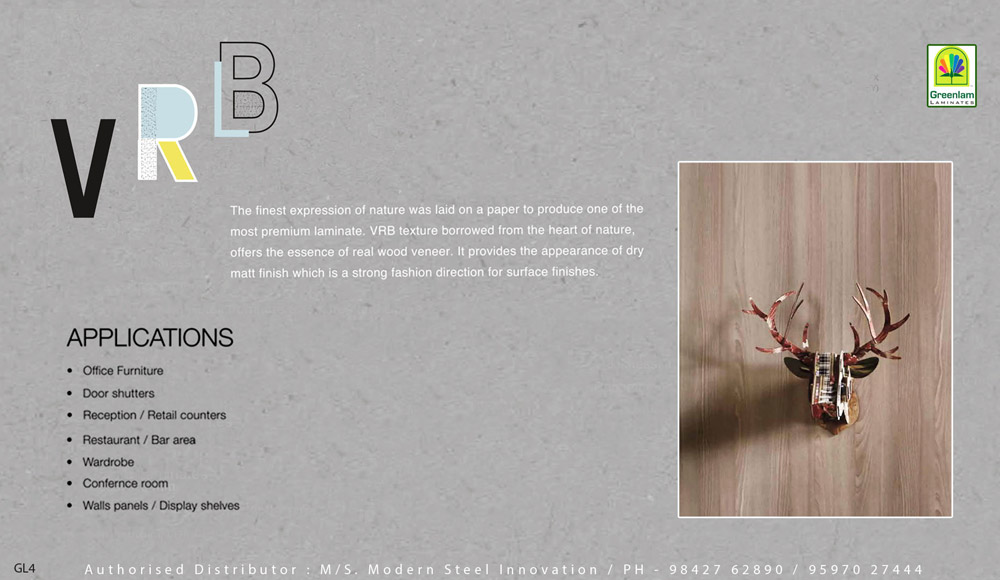 VRB
Greenlam
LAMINATES
The finest expression of nature was laid on a paper to produce one of the
most premium laminate. VRB texture borrowed from the heart of nature,
offers the essence of real wood veneer. It provides the appearance of dry
matt finish which is a strong fashion direction for surface finishes.
APPLICATIONS
• Office Furniture
• Door shutters
• Reception / Retail counters
• Restaurant / Bar area
• Wardrobe
• Confernce room
• Walls panels / Display shelves
GL4
Authorised Distributor : M/S. Modern Steel Innovation / PH - 98427 62890 / 95970 27444